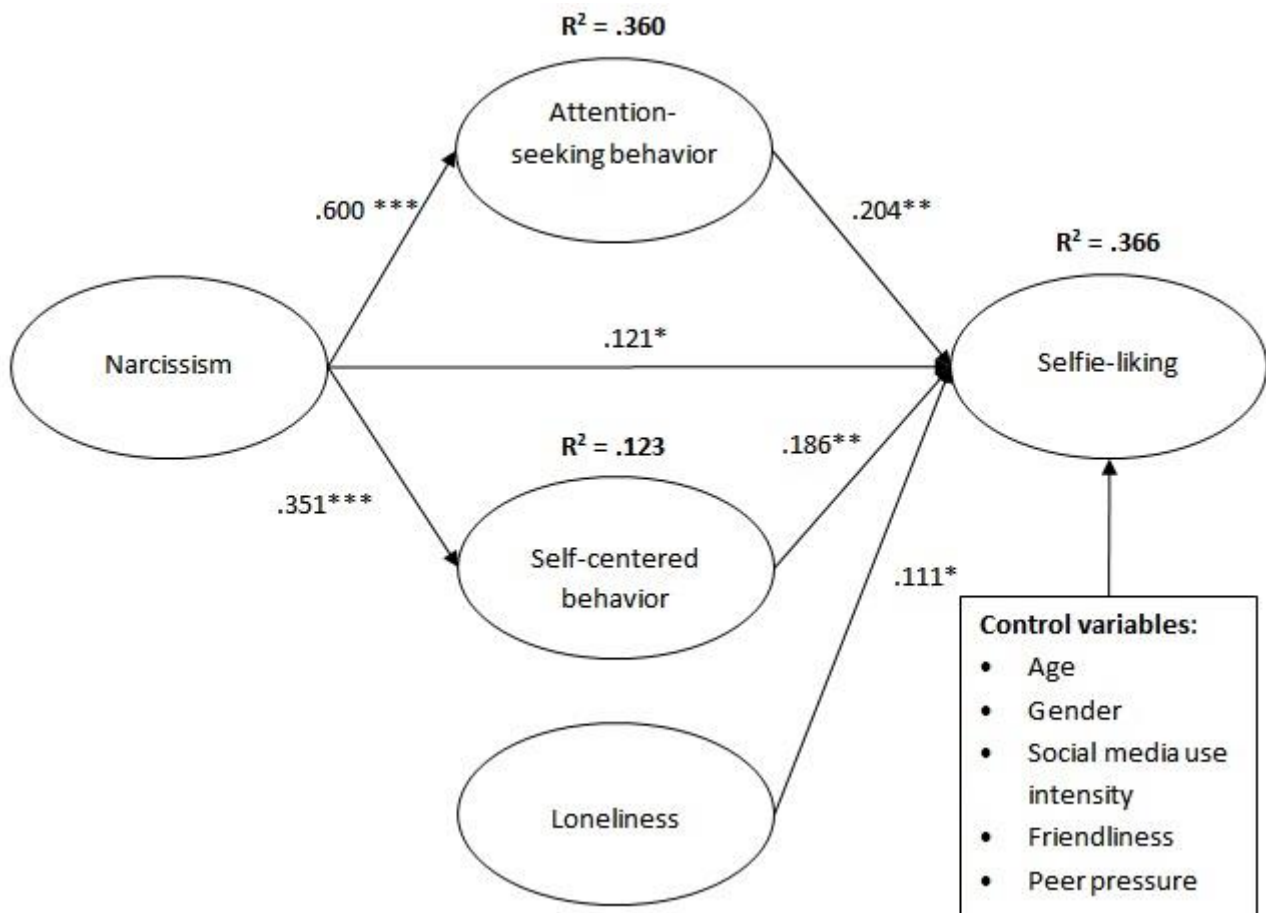 R² = .360
Attention-
seeking behavior
.600 ***
.204**
R² = .366
Narcissism
.121*
Selfie-liking
R² = .123
.186**
.351***
Self-centered
behavior
.111*
Loneliness
Control variables:
• Age
• Gender
• Social media use
intensity
• Friendliness
• Peer pressure